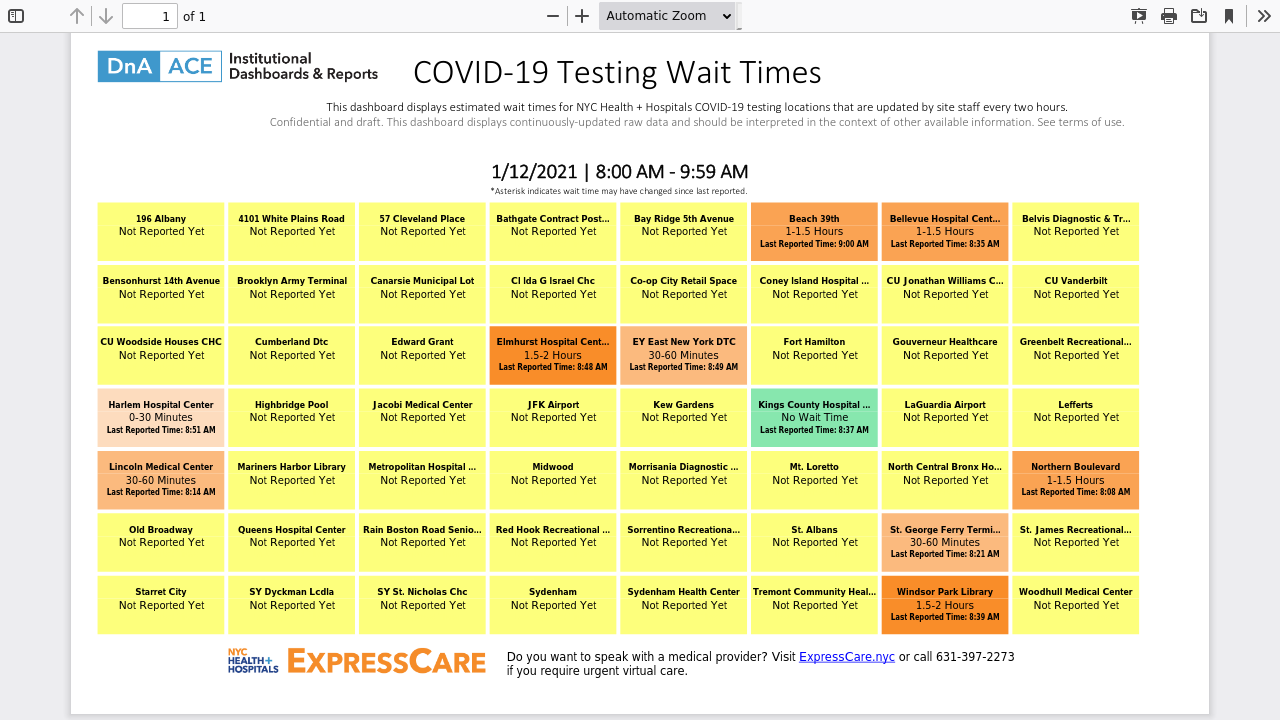 1 of 1 Automatic Zoom
DnA ACE Institutional
Dashboards & Reports
COVID-19 Testing Wait Times
This dashboard displays estimated wait times for NYC Health + Hospitals COVID-19 testing locations that are updated by site staff every two hours.
Confidential and draft. This dashboard displays continuously-updated raw data and should be interpreted in the context of other available information. See terms of use.
1/12/2021 | 8:00 AM - 9:59 AM
*Asterisk indicates wait time may have changed since last reported.
196 Albany
Not Reported Yet
4101 White Plains Road
Not Reported Yet
57 Cleveland Place
Not Reported Yet
Bathgate Contract Post...
Not Reported Yet
Bay Ridge 5th Avenue
Not Reported Yet
Beach 39th
1-1.5 Hours
Last Reported Time: 9:00 AM
Bellevue Hospital Cent...
1-1.5 Hours
Last Reported Time: 8:35 AM
Belvis Diagnostic & Tr...
Not Reported Yet
Bensonhurst 14th Avenue
Not Reported Yet
Brooklyn Army Terminal
Not Reported Yet
Canarsie Municipal Lot
Not Reported Yet
Cl Ida G Israel Chc
Not Reported Yet
Co-op City Retail Space
Not Reported Yet
Coney Island Hospital ...
Not Reported Yet
CU Jonathan Williams C...
Not Reported Yet
CU Vanderbilt
Not Reported Yet
CU Woodside Houses CHC
Not Reported Yet
Cumberland Dtc
Not Reported Yet
Edward Grant
Not Reported Yet
Elmhurst Hospital Cent...
1.5-2 Hours
Last Reported Time: 8:48 AM
EY East New York DTC
30-60 Minutes
Last Reported Time: 8:49 AM
Fort Hamilton
Not Reported Yet
Gouverneur Healthcare
Not Reported Yet
Greenbelt Recreational...
Not Reported Yet
Harlem Hospital Center
0-30 Minutes
Last Reported Time: 8:51 AM
Highbridge Pool
Not Reported Yet
Jacobi Medical Center
Not Reported Yet
JFK Airport
Not Reported Yet
Kew Gardens
Not Reported Yet
Kings County Hospital ...
No Wait Time
Last Reported Time: 8:37 AM
LaGuardia Airport
Not Reported Yet
Lefferts
Not Reported Yet
Lincoln Medical Center
30-60 Minutes
Last Reported Time: 8:14 AM
Mariners Harbor Library
Not Reported Yet
Metropolitan Hospital ...
Not Reported Yet
Midwood
Not Reported Yet
Morrisania Diagnostic ...
Not Reported Yet
Mt. Loretto
Not Reported Yet
North Central Bronx Ho...
Not Reported Yet
Northern Boulevard
1-1.5 Hours
Last Reported Time: 8:08 AM
Old Broadway
Not Reported Yet
Queens Hospital Center
Not Reported Yet
Rain Boston Road Senio...
Not Reported Yet
Red Hook Recreational ...
Not Reported Yet
Sorrentino Recreationa...
Not Reported Yet
St. Albans
Not Reported Yet
St. George Ferry Termi...
30-60 Minutes
Last Reported Time: 8:21 AM
St. James Recreational...
Not Reported Yet
Starret City
Not Reported Yet
SY Dyckman Lcdla
Not Reported Yet
SY St. Nicholas Chc
Not Reported Yet
Sydenham
Not Reported Yet
Sydenham Health Center
Not Reported Yet
Tremont Community Heal...
Not Reported Yet
Windsor Park Library
1.5-2 Hours
Last Reported Time: 8:39 AM
Woodhull Medical Center
Not Reported Yet
NYC
HEALTH+
HOSPITALS
EXPRESSCARE
Do you want to speak with a medical provider? Visit ExpressCare.nyc or call 631-397-2273
if you require urgent virtual care.